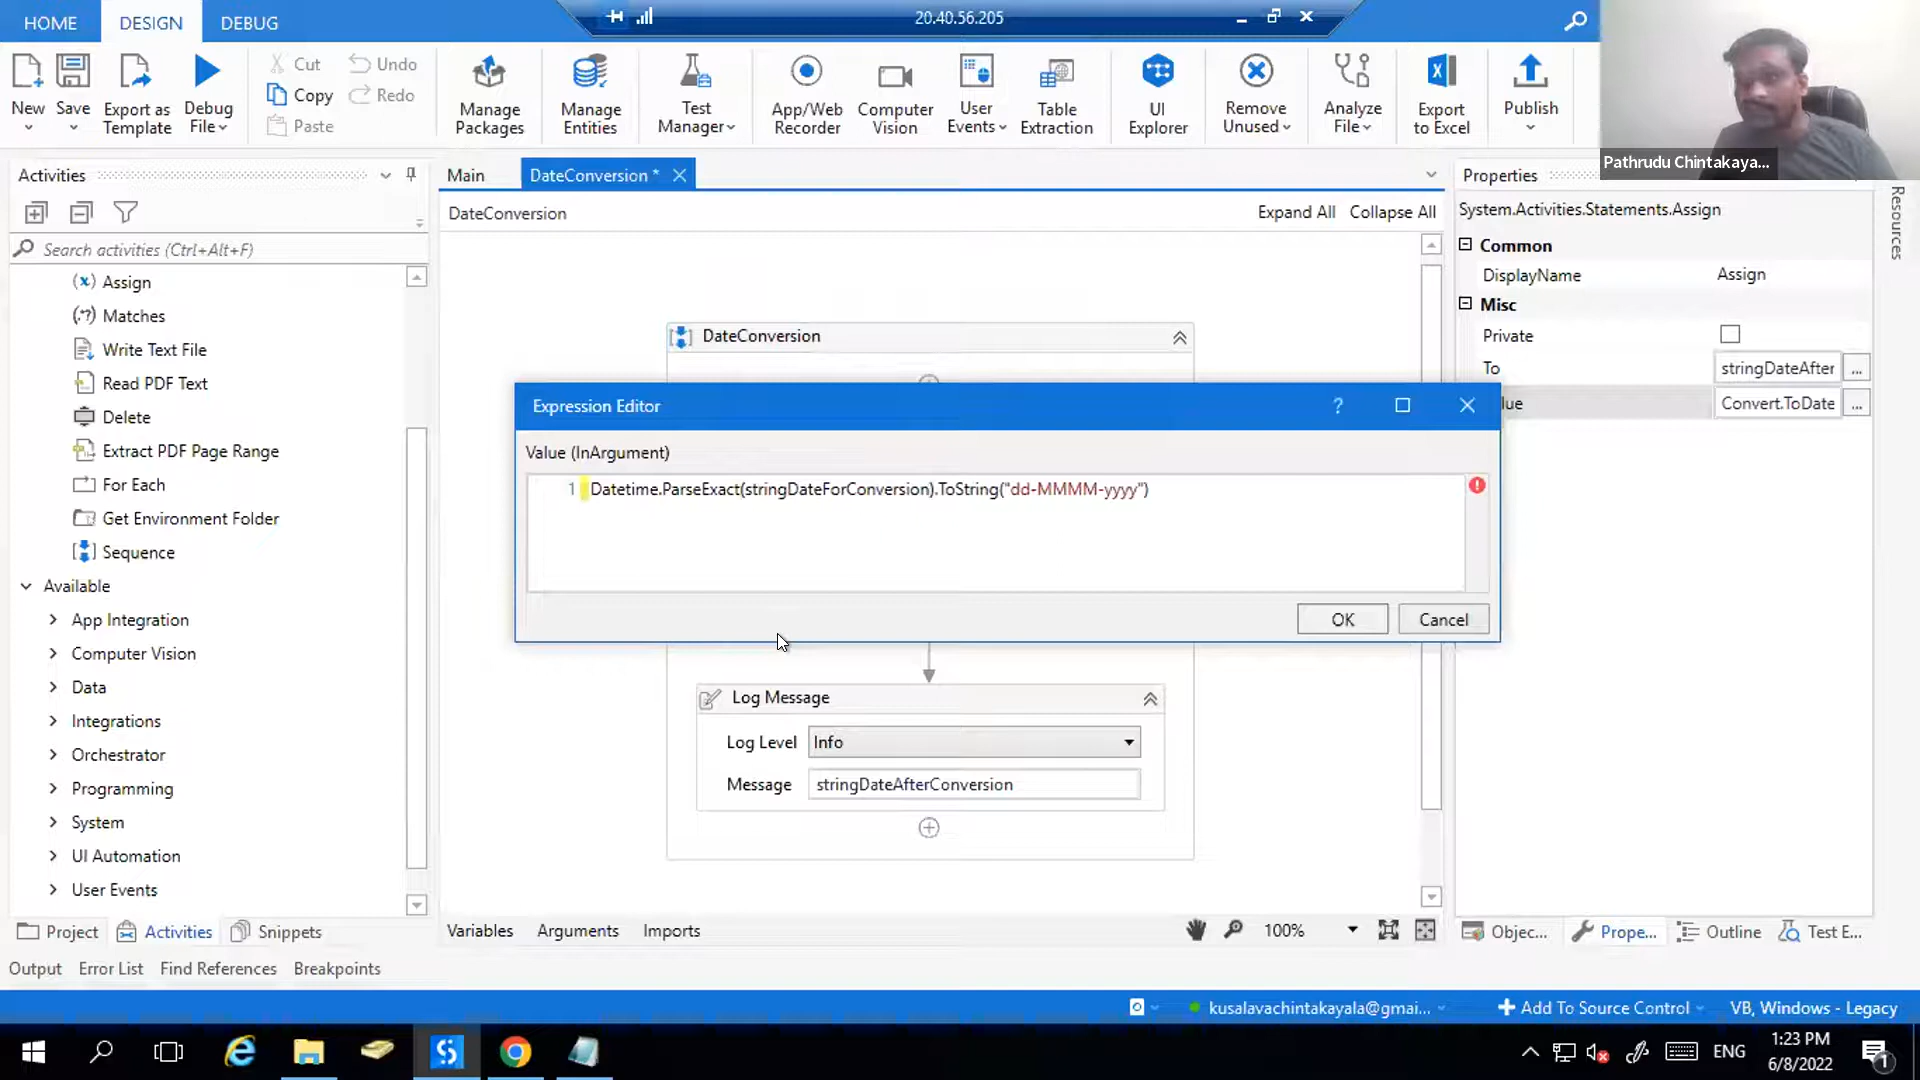 HOME
DESIGN
DEBUG
20.40.56.205
New
Save
Export as
Template
Debug
File
Cut
Copy
Paste
Undo
Redo
Manage
Packages
Manage
Entities
Test
Manager
App/Web
Recorder
Computer
Vision
User
Events
Table
Extraction
UI
Explorer
Remove
Unused
Analyze
File
Export
to Excel
Publish
Pathrudu Chintakaya...
Activities
Search activities (Ctrl+Alt+F)
Assign
Matches
Write Text File
Read PDF Text
Delete
Extract PDF Page Range
For Each
Get Environment Folder
Sequence
Available
App Integration
Computer Vision
Data
Integrations
Orchestrator
Programming
System
UI Automation
User Events
Project
Activities
Snippets
Main
DateConversion *
DateConversion
Expand All
Collapse All
DateConversion
Expression Editor
?
Value (InArgument)
1 Datetime.ParseExact(stringDateForConversion).ToString("dd-MMMM-yyyy")
OK
Cancel
Log Message
Log Level
Info
Message
stringDateAfterConversion
Variables
Arguments
Imports
100%
Properties
System.Activities.Statements.Assign
Common
DisplayName
Assign
Misc
Private
To
stringDateAfter
...
lue
Convert.ToDate
...
Resources
Objec...
Prope...
Outline
Test E...
Output
Error List
Find References
Breakpoints
kusalavachintakayala@gmai...
Add To Source Control
VB, Windows - Legacy
ENG
1:23 PM
6/8/2022
1